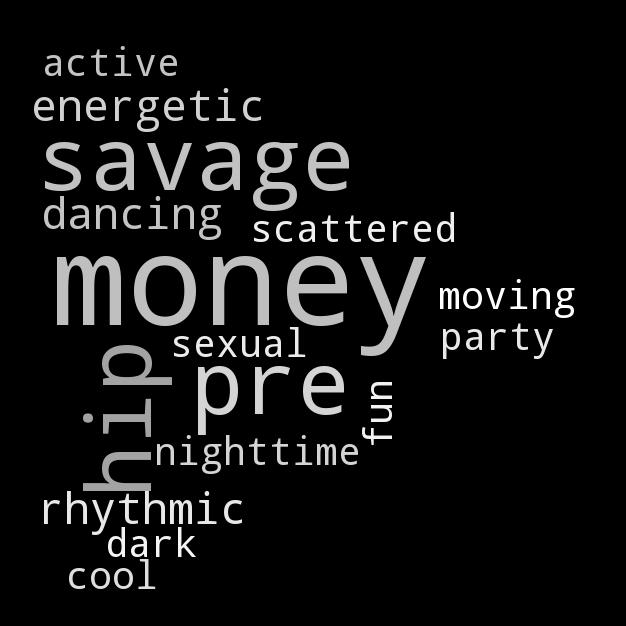 active
energetic
savage
dancing
scattered
money
moving
party
sexual
hip
pre
fun
nighttime
rhythmic
dark
cool